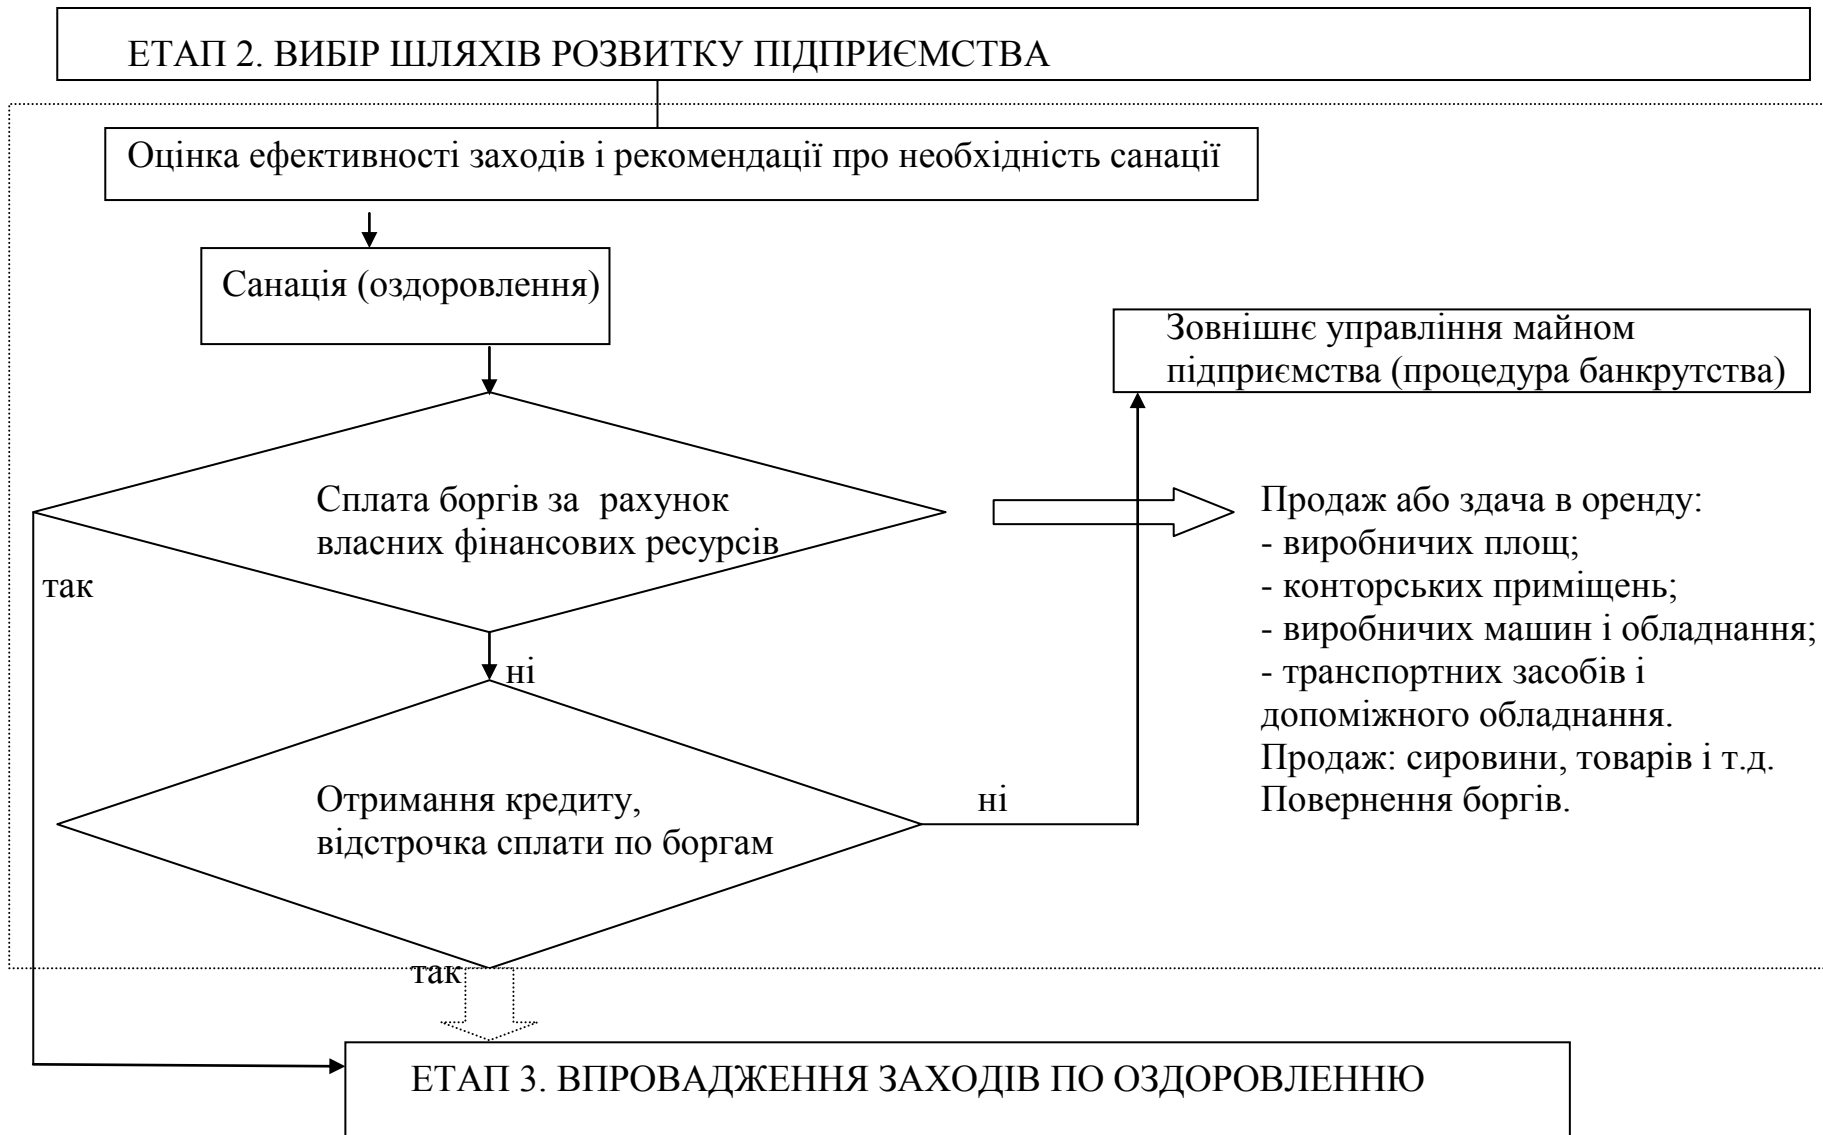 ЕТАП 2. ВИБІР ШЛЯХІВ РОЗВИТКУ ПІДПРИЄМСТВА
Оцінка ефективності заходів і рекомендації про необхідність санації
Санація (оздоровлення)
Зовнішнє управління майном
підприємства (процедура банкрутства)
Сплата боргів за рахунок
власних фінансових ресурсів
так
ні
Продаж або здача в оренду:
- виробничих площ;
- конторських приміщень;
- виробничих машин і обладнання;
- транспортних засобів і
допоміжного обладнання.
Продаж: сировини, товарів і т.д.
Повернення боргів.
Отримання кредиту,
відстрочка сплати по боргам
ні
так
ЕТАП 3. ВПРОВАДЖЕННЯ ЗАХОДІВ ПО ОЗДОРОВЛЕННЮ